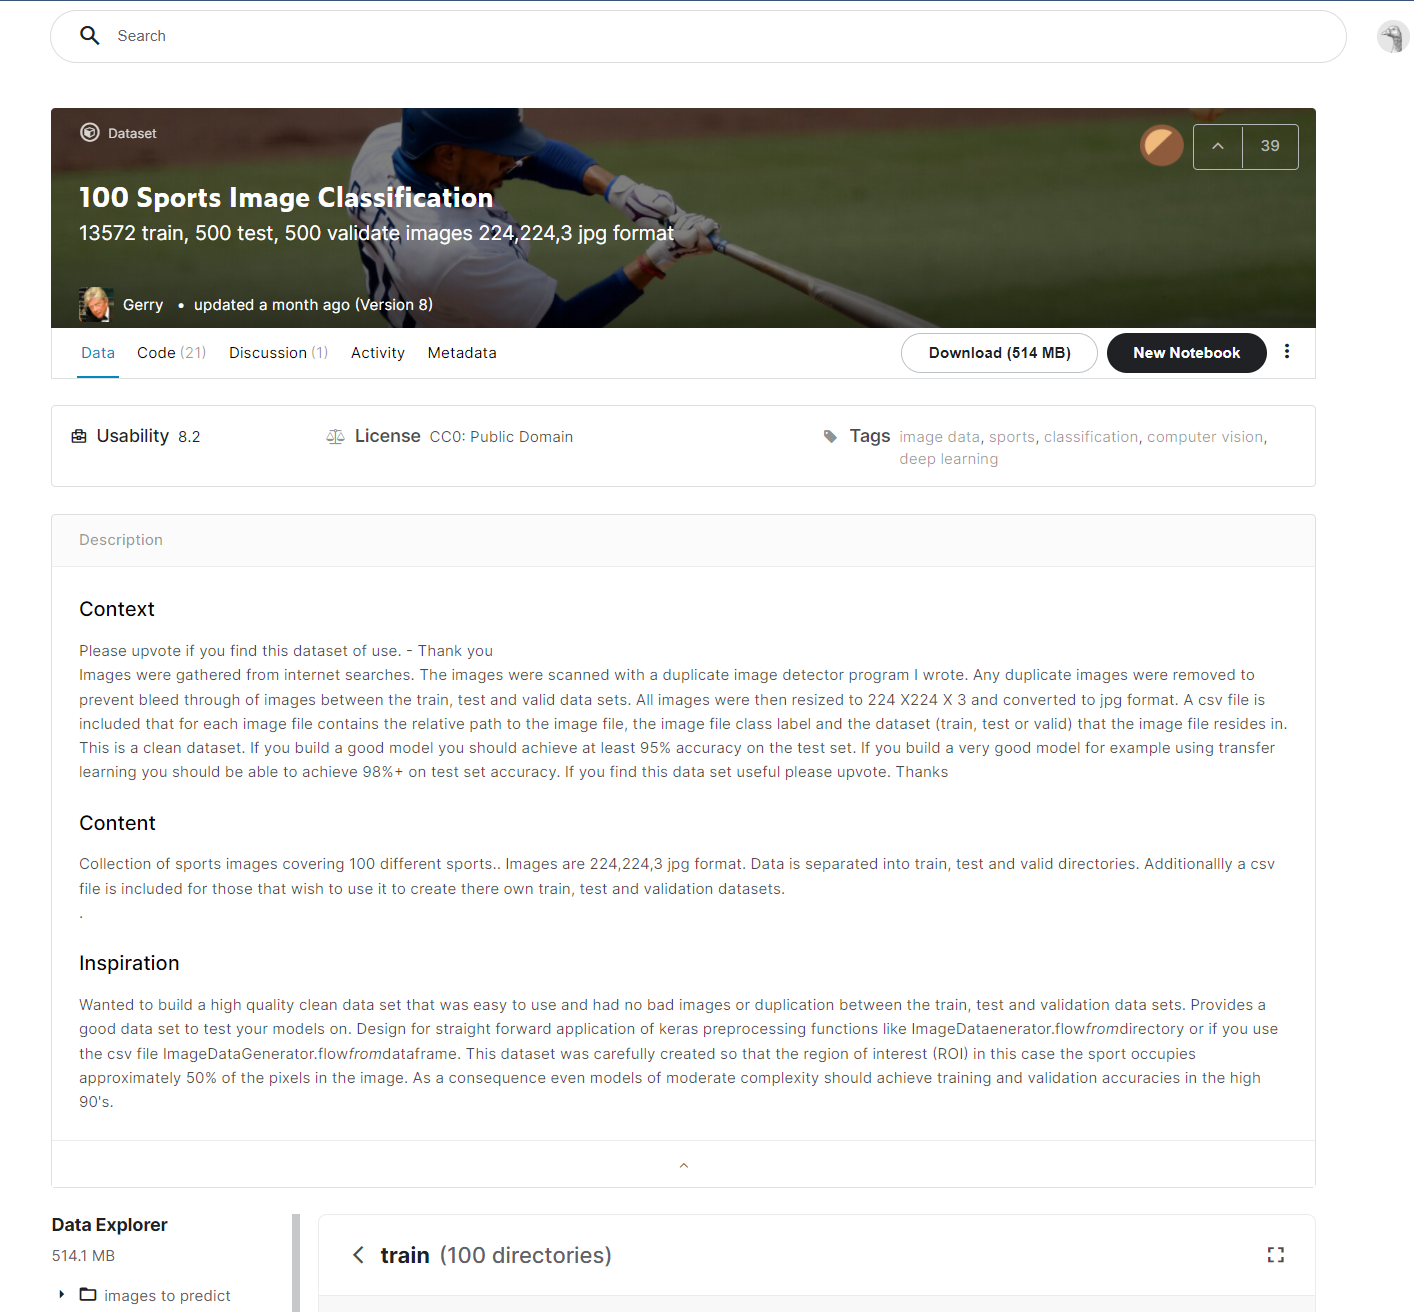 Search
Dataset
39
100 Sports Image Classification
13572 train, 500 test, 500 validate images 224,224,3 jpg format
Gerry • updated a month ago (Version 8)
Data Code (21) Discussion (1) Activity Metadata Download (514 MB) New Notebook
Usability 8.2 License CC0: Public Domain Tags image data, sports, classification, computer vision,
deep learning
Description
Context
Please upvote if you find this dataset of use. - Thank you
Images were gathered from internet searches. The images were scanned with a duplicate image detector program I wrote. Any duplicate images were removed to
prevent bleed through of images between the train, test and valid data sets. All images were then resized to 224 X224 X 3 and converted to jpg format. A csv file is
included that for each image file contains the relative path to the image file, the image file class label and the dataset (train, test or valid) that the image file resides in.
This is a clean dataset. If you build a good model you should achieve at least 95% accuracy on the test set. If you build a very good model for example using transfer
learning you should be able to achieve 98%+ on test set accuracy. If you find this data set useful please upvote. Thanks
Content
Collection of sports images covering 100 different sports.. Images are 224,224,3 jpg format. Data is separated into train, test and valid directories. Additionallly a csv
file is included for those that wish to use it to create there own train, test and validation datasets.
.
Inspiration
Wanted to build a high quality clean data set that was easy to use and had no bad images or duplication between the train, test and validation data sets. Provides a
good data set to test your models on. Design for straight forward application of keras preprocessing functions like ImageDataenerator.flowfromdirectory or if you use
the csv file ImageDataGenerator.flowfromdataframe. This dataset was carefully created so that the region of interest (ROI) in this case the sport occupies
approximately 50% of the pixels in the image. As a consequence even models of moderate complexity should achieve training and validation accuracies in the high
90's.
Data Explorer
514.1 MB
images to predict
train (100 directories)